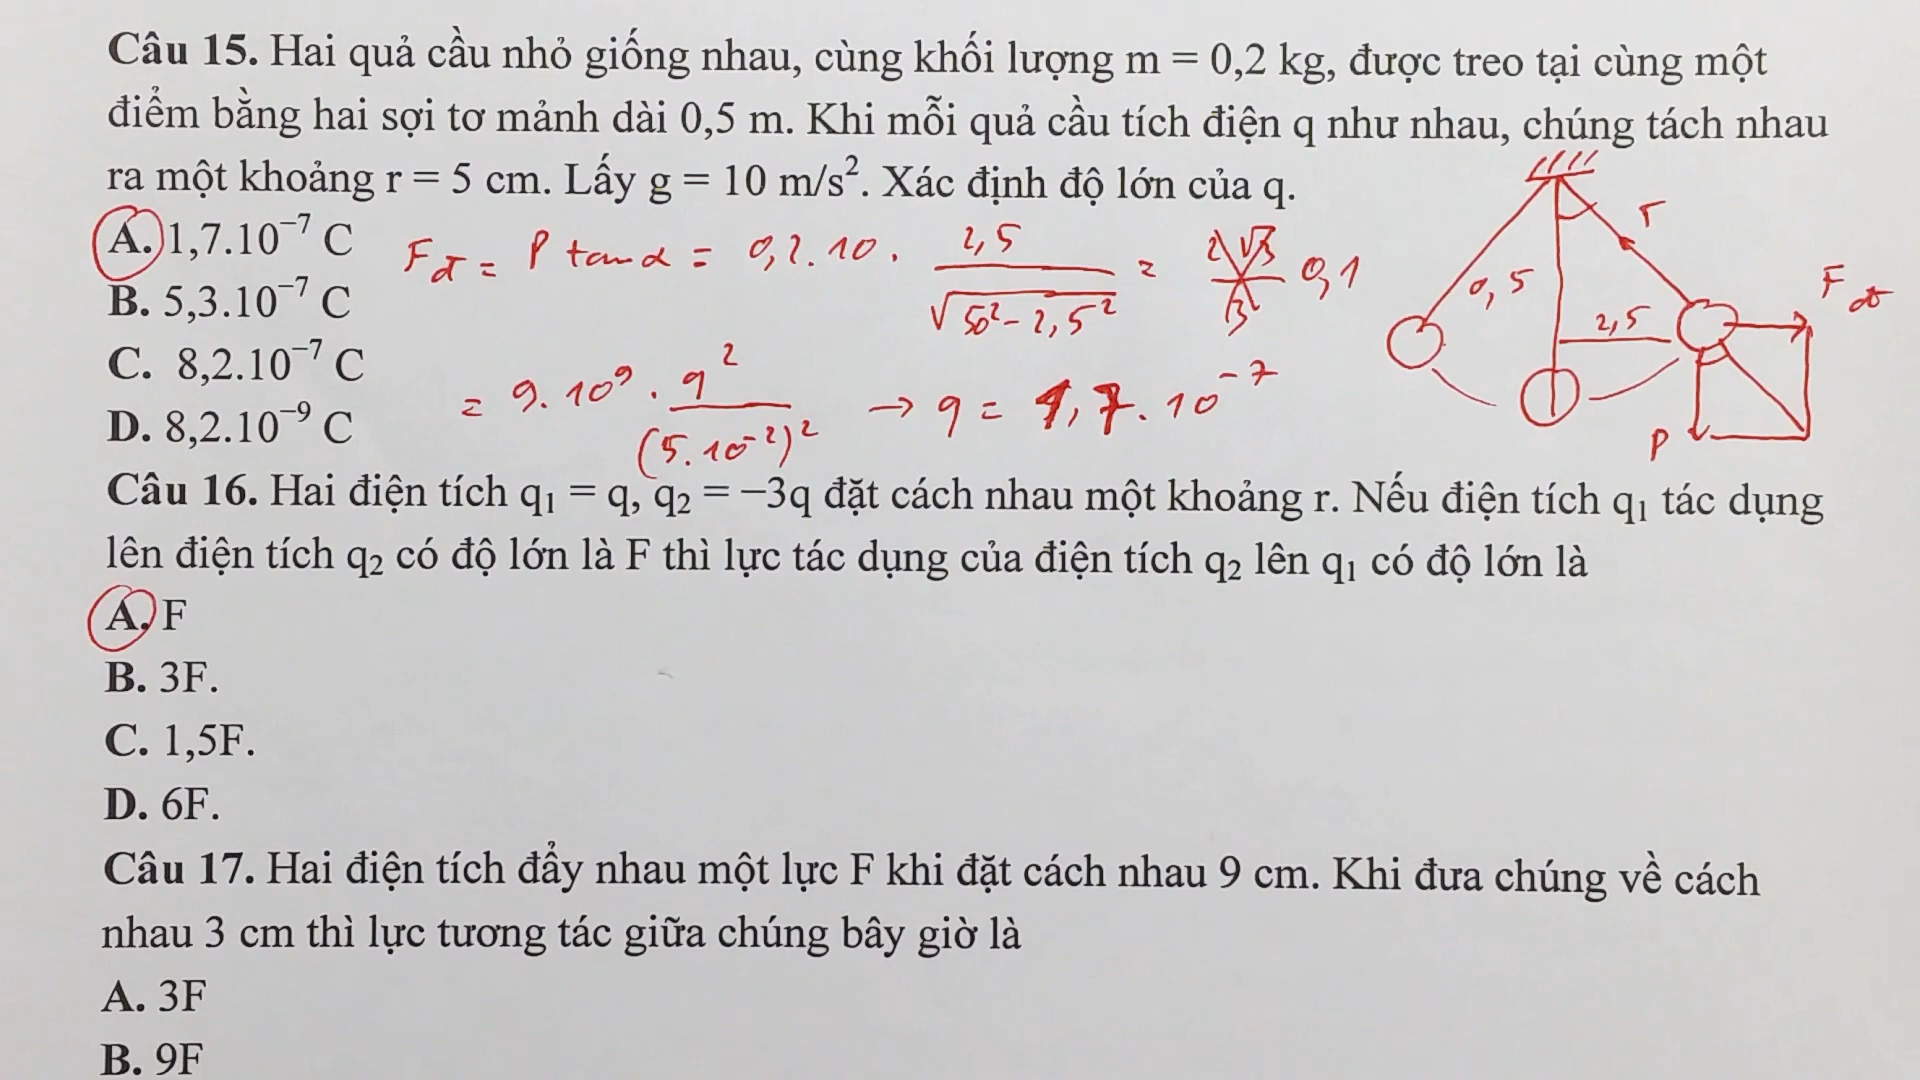 Câu 15. Hai quả cầu nhỏ giống nhau, cùng khối lượng m = 0,2 kg, được treo tại cùng một
điểm bằng hai sợi tơ mảnh dài 0,5 m. Khi mỗi quả cầu tích điện q như nhau, chúng tách nhau
ra một khoảng r = 5 cm. Lấy g = 10 m/s². Xác định độ lớn của q.
A. 1,7.10⁻⁷ C
B. 5,3.10⁻⁷ C
C. 8,2.10⁻⁷ C
D. 8,2.10⁻⁹ C
F_đ = P tan α = 0,2.10. 2,5 / √(50² - 2,5²) = 0,1
= 9.10⁹. q² / (5.10⁻²)² → q = 1,7.10⁻⁷
T
0,5
2,5
F_đ
P
Câu 16. Hai điện tích q₁ = q, q₂ = −3q đặt cách nhau một khoảng r. Nếu điện tích q₁ tác dụng
lên điện tích q₂ có độ lớn là F thì lực tác dụng của điện tích q₂ lên q₁ có độ lớn là
A. F
B. 3F.
C. 1,5F.
D. 6F.
Câu 17. Hai điện tích đẩy nhau một lực F khi đặt cách nhau 9 cm. Khi đưa chúng về cách
nhau 3 cm thì lực tương tác giữa chúng bây giờ là
A. 3F
B. 9F